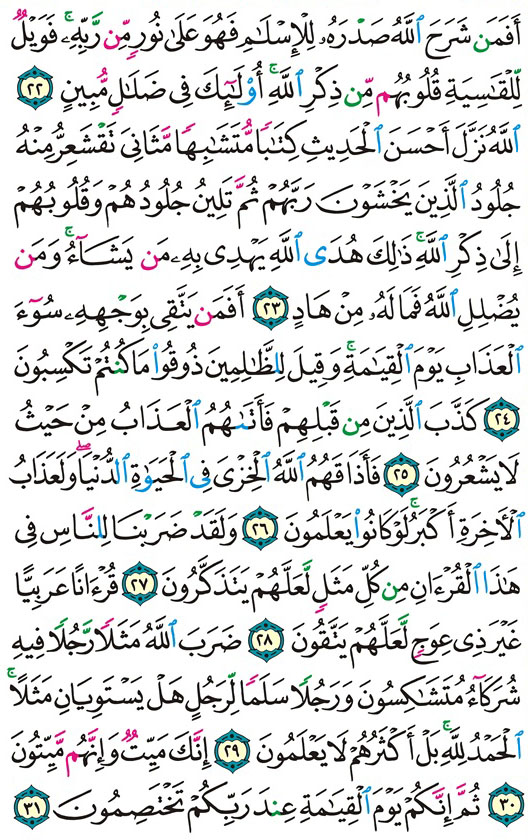 أَفَمَن شَرَحَ ٱللَّهُ صَدْرَهُۥ لِلْإِسْلَٰمِ فَهُوَ عَلَىٰ نُورٍ مِّن رَّبِّهِۦۚ فَوَيْلٌ
لِّلْقَٰسِيَةِ قُلُوبُهُم مِّن ذِكْرِ ٱللَّهِۚ أُو۟لَٰٓئِكَ فِى ضَلَٰلٍ مُّبِينٍ ٢٢
ٱللَّهُ نَزَّلَ أَحْسَنَ ٱلْحَدِيثِ كِتَٰبًا مُّتَشَٰبِهًا مَّثَانِىَ تَقْشَعِرُّ مِنْهُ
جُلُودُ ٱلَّذِينَ يَخْشَوْنَ رَبَّهُمْ ثُمَّ تَلِينُ جُلُودُهُمْ وَقُلُوبُهُمْ
إِلَىٰ ذِكْرِ ٱللَّهِۚ ذَٰلِكَ هُدَى ٱللَّهِ يَهْدِى بِهِۦ مَن يَشَآءُۚ وَمَن
يُضْلِلِ ٱللَّهُ فَمَا لَهُۥ مِنْ هَادٍ ٢٣ أَفَمَن يَتَّقِى بِوَجْهِهِۦ سُوٓءَ
ٱلْعَذَابِ يَوْمَ ٱلْقِيَٰمَةِۚ وَقِيلَ لِلظَّٰلِمِينَ ذُوقُوا۟ مَا كُنتُمْ تَكْسِبُونَ
٢٤ كَذَّبَ ٱلَّذِينَ مِن قَبْلِهِمْ فَأَتَىٰهُمُ ٱلْعَذَابُ مِنْ حَيْثُ
لَا يَشْعُرُونَ ٢٥ فَأَذَاقَهُمُ ٱللَّهُ ٱلْخِزْىَ فِى ٱلْحَيَوٰةِ ٱلدُّنْيَاۖ وَلَعَذَابُ
ٱلْءَاخِرَةِ أَكْبَرُۚ لَوْ كَانُوا۟ يَعْلَمُونَ ٢٦ وَلَقَدْ ضَرَبْنَا لِلنَّاسِ فِى
هَٰذَا ٱلْقُرْءَانِ مِن كُلِّ مَثَلٍ لَّعَلَّهُمْ يَتَذَكَّرُونَ ٢٧ قُرْءَانًا عَرَبِيًّا
غَيْرَ ذِى عِوَجٍ لَّعَلَّهُمْ يَتَّقُونَ ٢٨ ضَرَبَ ٱللَّهُ مَثَلًا رَّجُلًا فِيهِ
شُرَكَآءُ مُتَشَٰكِسُونَ وَرَجُلًا سَلَمًا لِّرَجُلٍ هَلْ يَسْتَوِيَانِ مَثَلًاۚ
ٱلْحَمْدُ لِلَّهِۚ بَلْ أَكْثَرُهُمْ لَا يَعْلَمُونَ ٢٩ إِنَّكَ مَيِّتٌ وَإِنَّهُم مَّيِّتُونَ
٣٠ ثُمَّ إِنَّكُمْ يَوْمَ ٱلْقِيَٰمَةِ عِندَ رَبِّكُمْ تَخْتَصِمُونَ ٣١